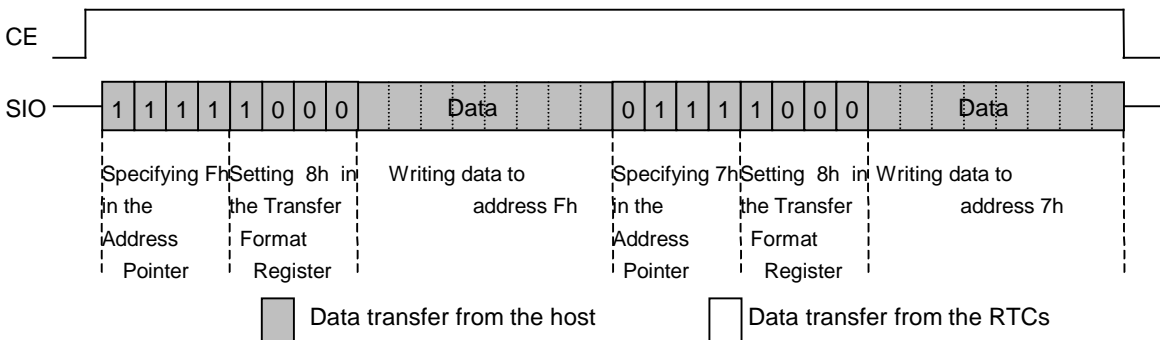 CE
SIO 1 1 1 1 1 0 0 0 Data 0 1 1 1 1 0 0 0 Data
Specifying Fh Setting 8h in Writing data to Specifying 7h Setting 8h in Writing data to
in the the Transfer address Fh in the the Transfer address 7h
Address Format Address Format
Pointer Register Pointer Register
Data transfer from the host Data transfer from the RTCs